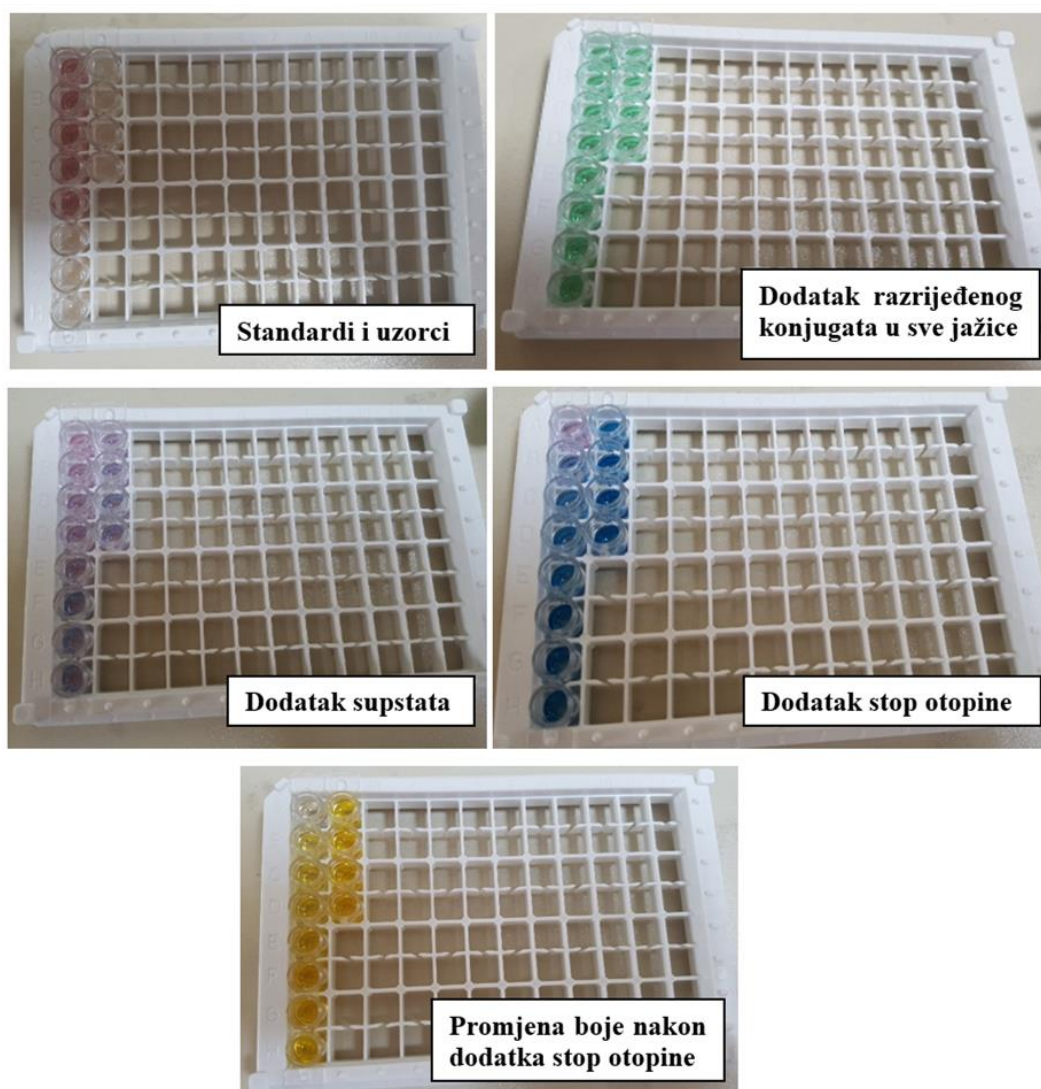 Standardi i uzorci
Dodatak razrijeđenog
konjugata u sve jažice
Dodatak supstata
Dodatak stop otopine
Promjena boje nakon
dodatka stop otopine